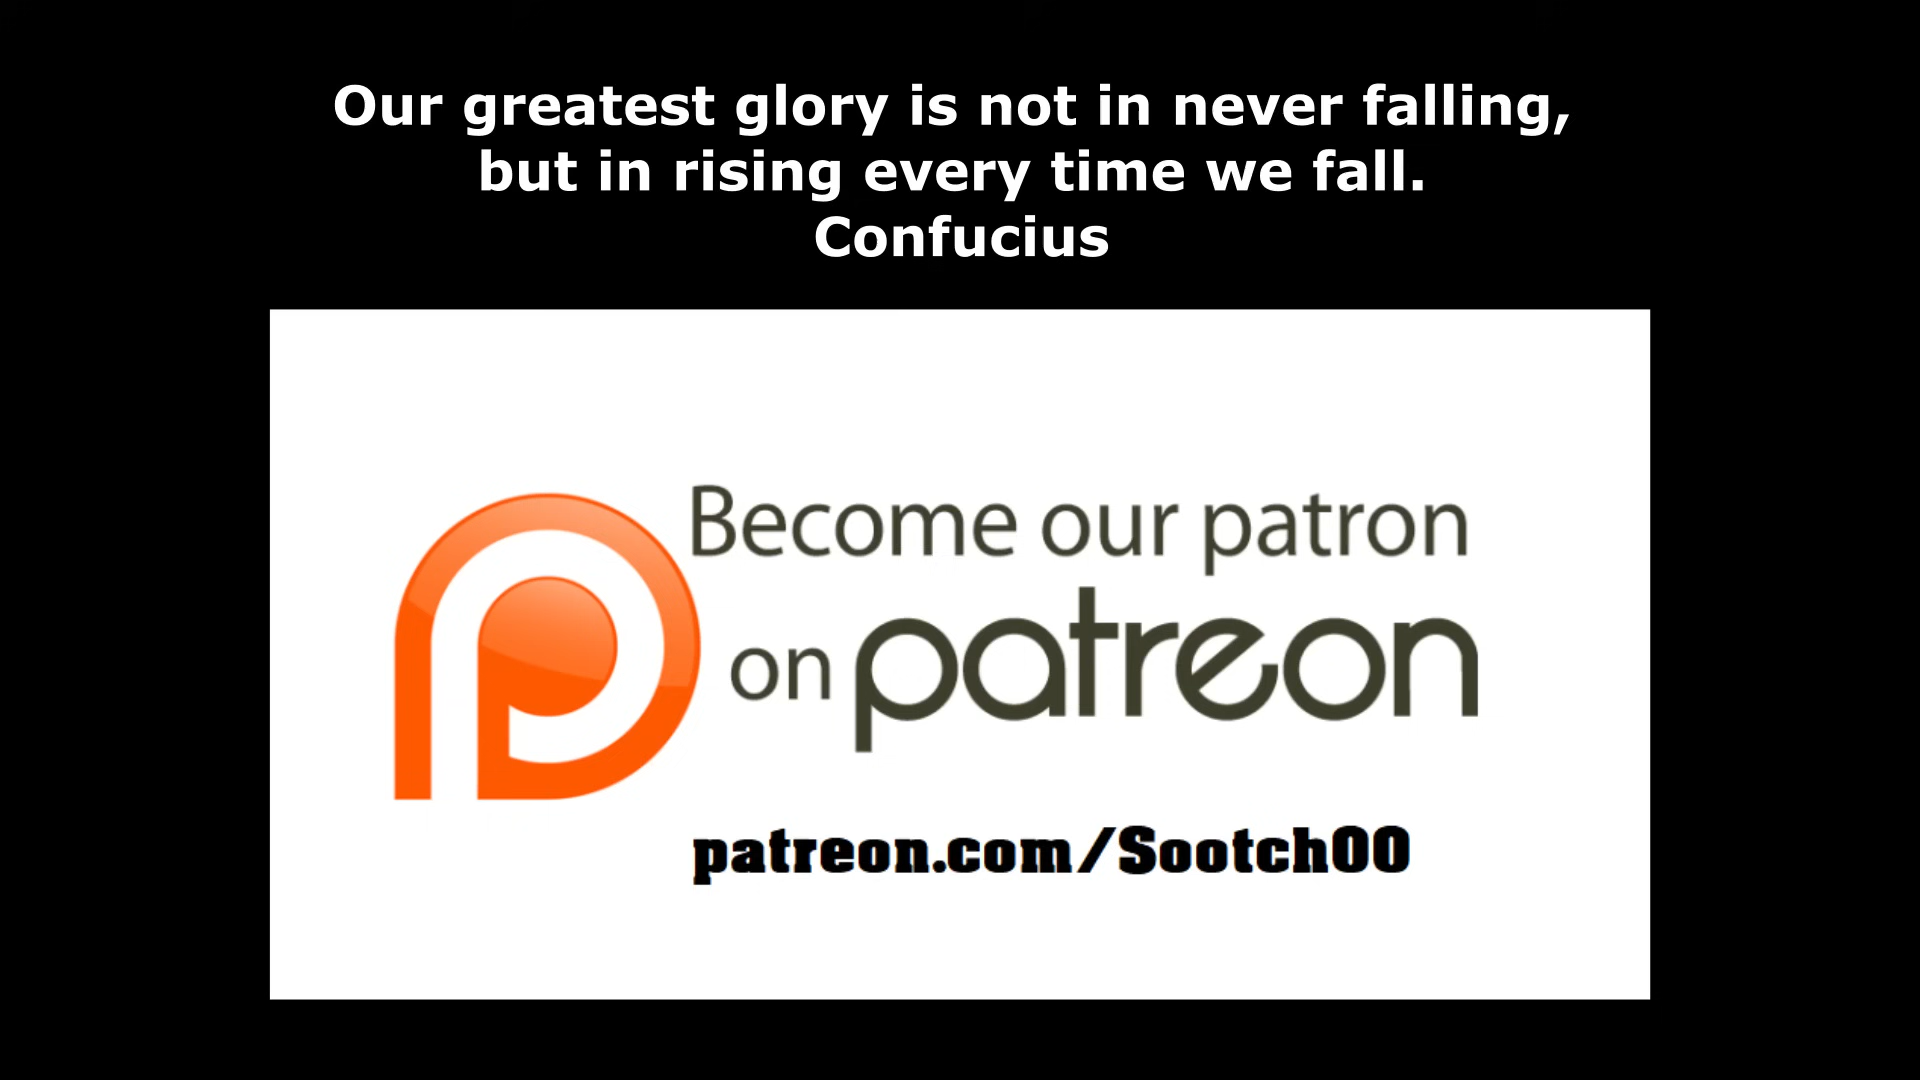 Our greatest glory is not in never falling,
but in rising every time we fall.
Confucius
Become our patron
on patreon
patreon.com/Sootch00